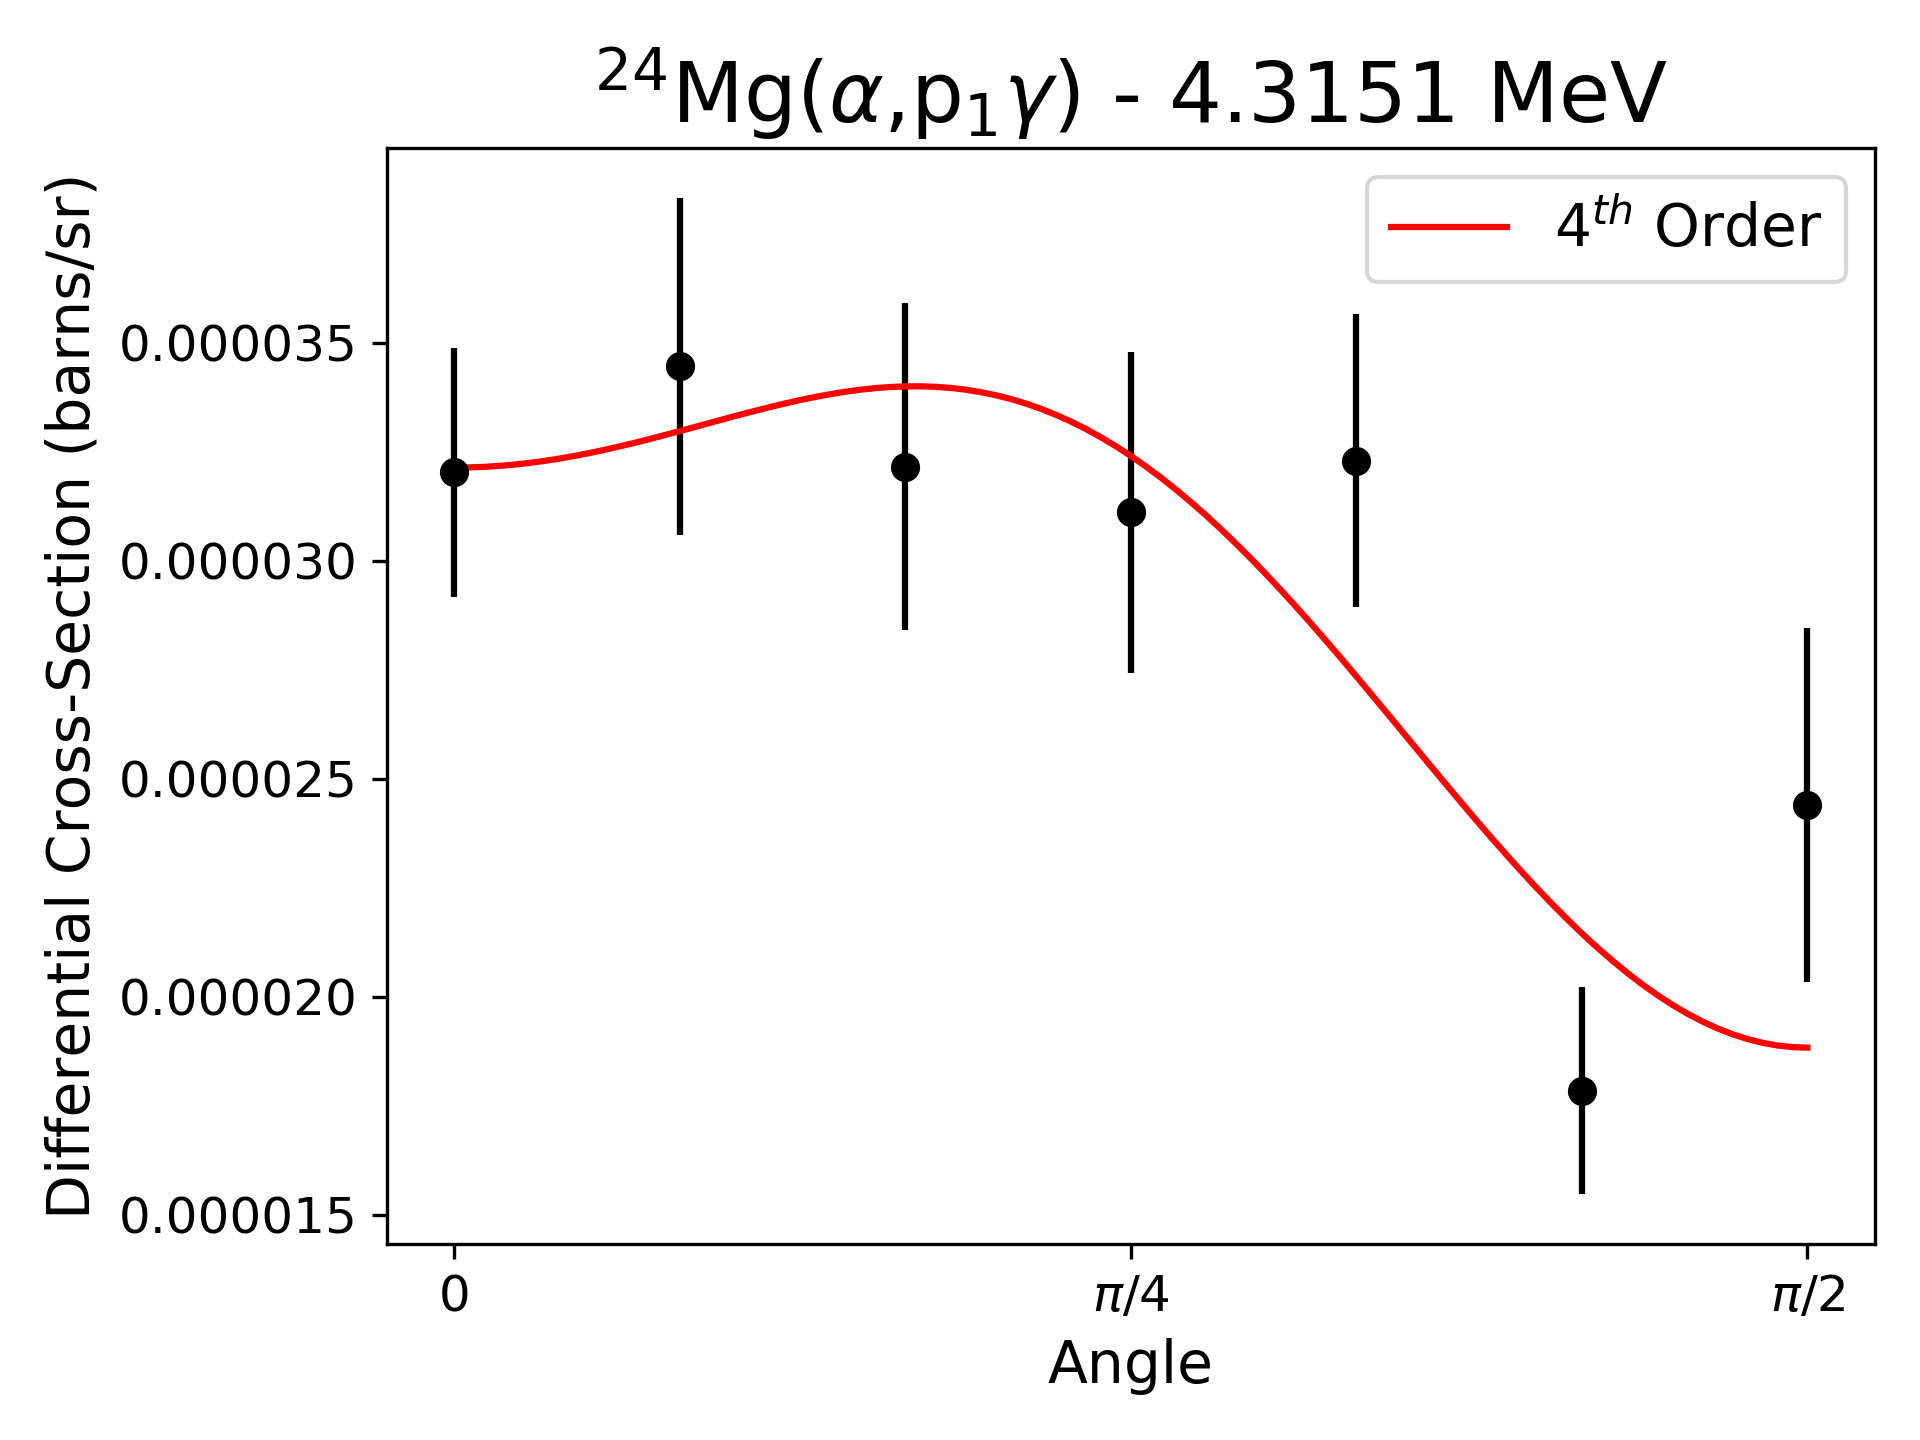 ²⁴Mg(α,p₁γ) - 4.3151 MeV
4ᵗʰ Order
Differential Cross-Section (barns/sr)
0.000035
0.000030
0.000025
0.000020
0.000015
0 π/4 π/2
Angle